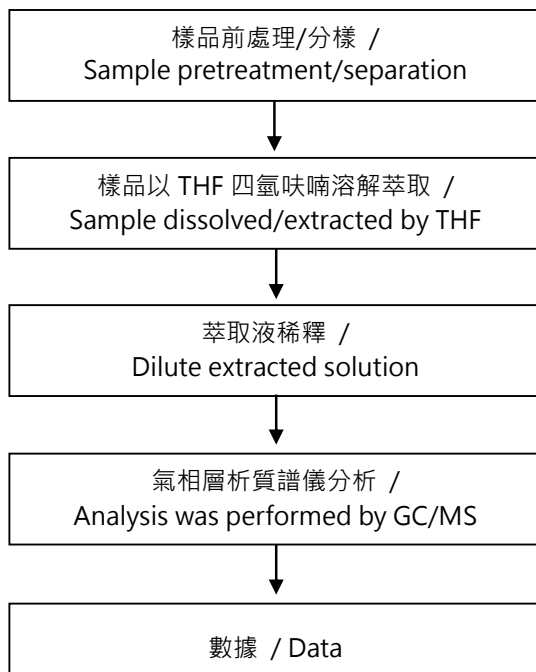 樣品前處理/分樣 /
Sample pretreatment/separation
樣品以 THF 四氫呋喃溶解萃取 /
Sample dissolved/extracted by THF
萃取液稀釋 /
Dilute extracted solution
氣相層析質譜儀分析 /
Analysis was performed by GC/MS
數據 / Data